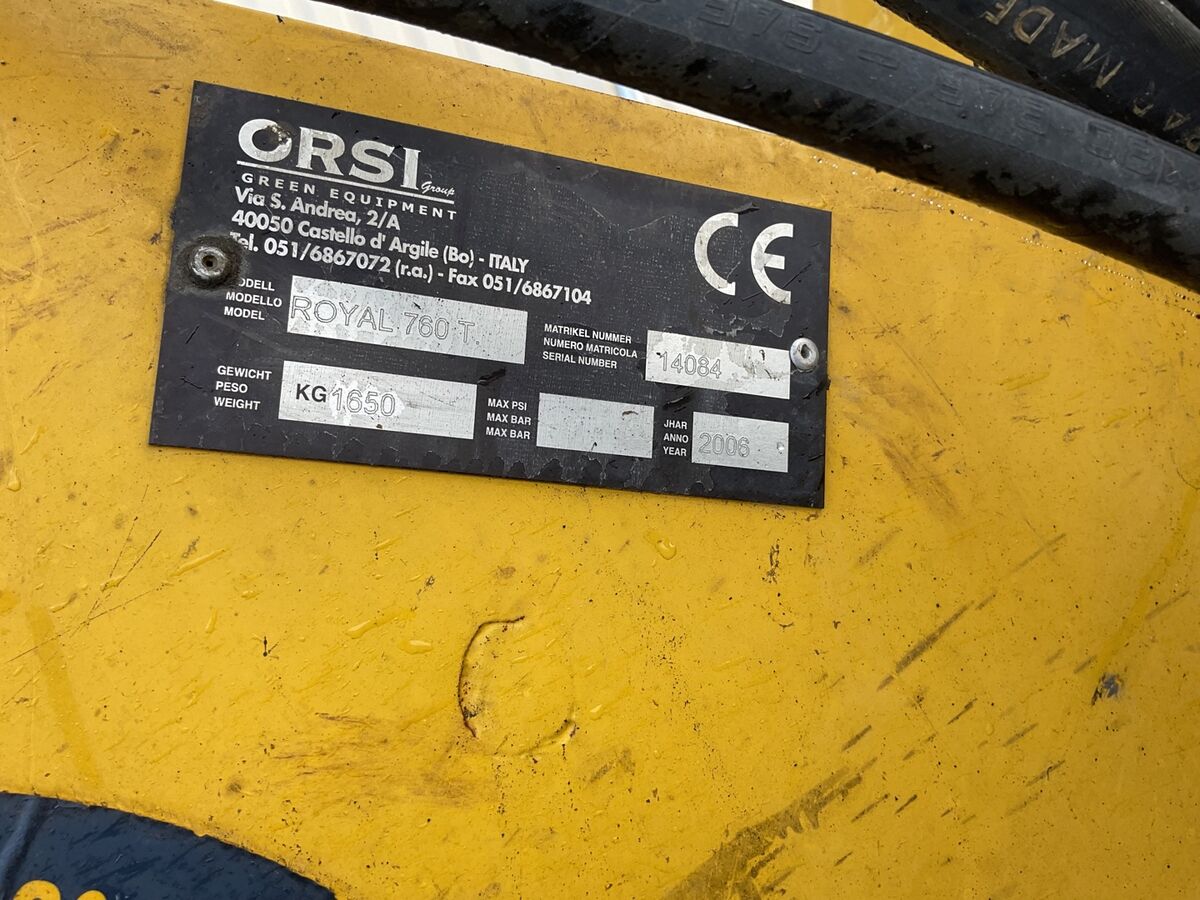 ORSI Group
GREEN EQUIPMENT
Via S. Andrea, 2/A
40050 Castello d' Argile (Bo) - ITALY
Tel. 051/6867072 (r.a.) - Fax 051/6867104
CE
MODELL
MODELLO
MODEL
ROYAL 760 T.
MATRIKEL NUMMER
NUMERO MATRICOLA
SERIAL NUMBER
14084
GEWICHT
PESO
WEIGHT
KG 1650
MAX PSI
MAX BAR
MAX BAR
JHAR
ANNO
YEAR
2006
MADE